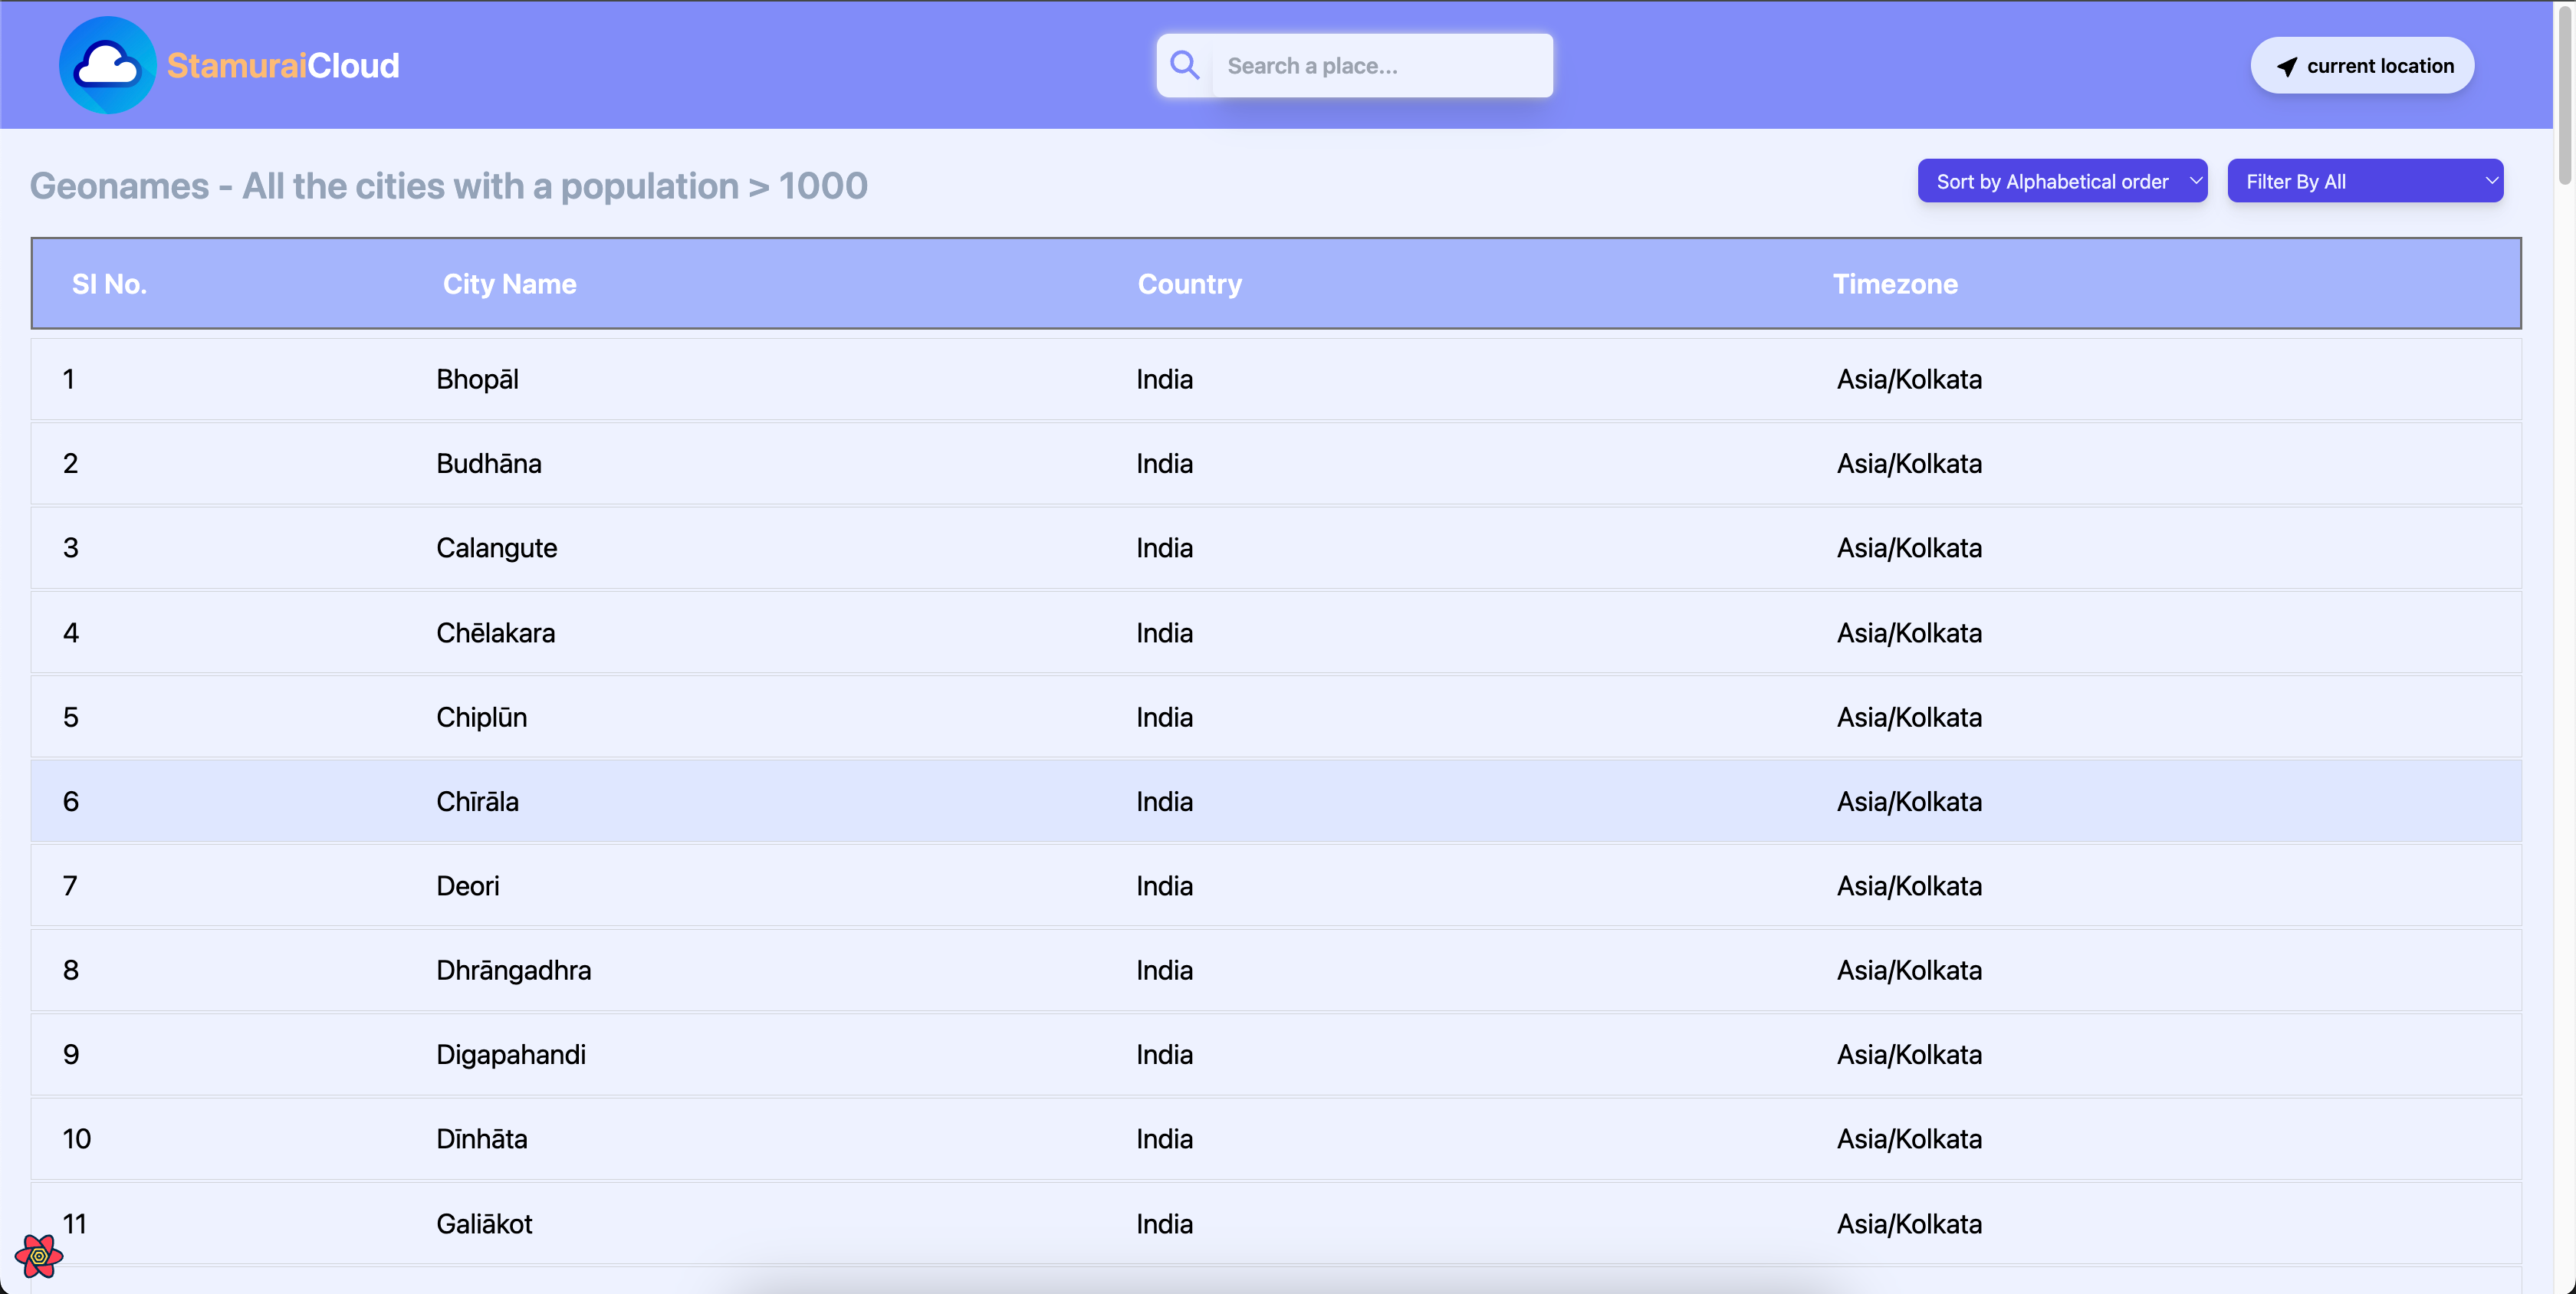 StamuraiCloud
Search a place...
current location
Geonames - All the cities with a population > 1000
Sort by Alphabetical order
Filter By All
SI No. City Name Country Timezone
1 Bhopāl India Asia/Kolkata
2 Budhāna India Asia/Kolkata
3 Calangute India Asia/Kolkata
4 Chēlakara India Asia/Kolkata
5 Chiplūn India Asia/Kolkata
6 Chīrāla India Asia/Kolkata
7 Deori India Asia/Kolkata
8 Dhrāngadhra India Asia/Kolkata
9 Digapahandi India Asia/Kolkata
10 Dīnhāta India Asia/Kolkata
11 Galiākot India Asia/Kolkata